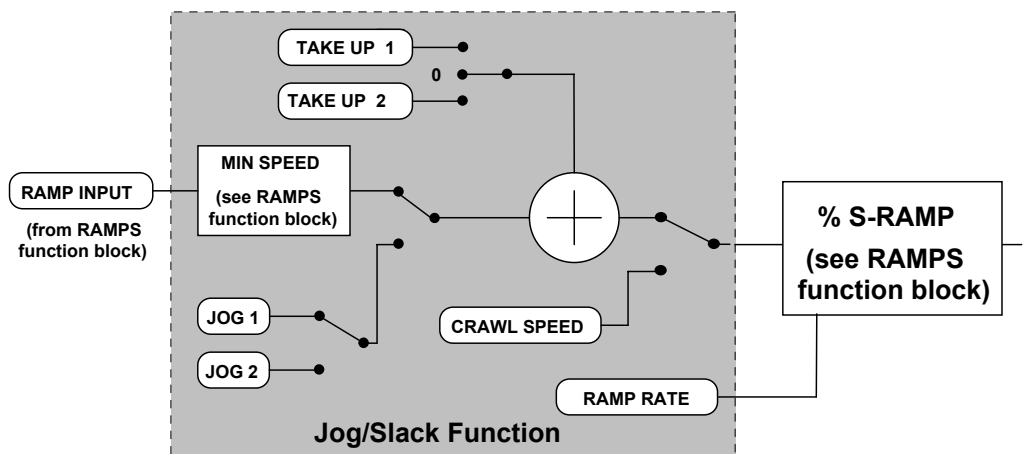 TAKE UP 1
0
TAKE UP 2
RAMP INPUT
(from RAMPS
function block)
MIN SPEED
(see RAMPS
function block)
% S-RAMP
(see RAMPS
function block)
JOG 1
JOG 2
CRAWL SPEED
RAMP RATE
Jog/Slack Function